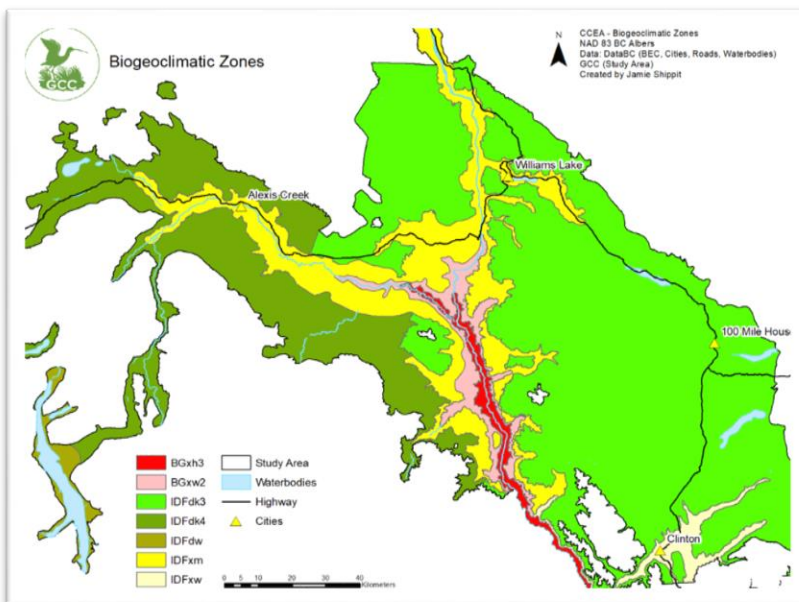 GCC
Biogeoclimatic Zones
N
CCEA - Biogeoclimatic Zones
NAD 83 BC Albers
Data: DataBC (BEC, Cities, Roads, Waterbodies)
GCC (Study Area)
Created by Jamie Shippit
Williams Lake
Alexis Creek
100 Mile Hous
Clinton
BGxh3
BGxw2
IDFdk3
IDFdk4
IDFdw
IDFxm
IDFxw
Study Area
Waterbodies
Highway
Cities
0 5 10 20 30 40
Kilometers